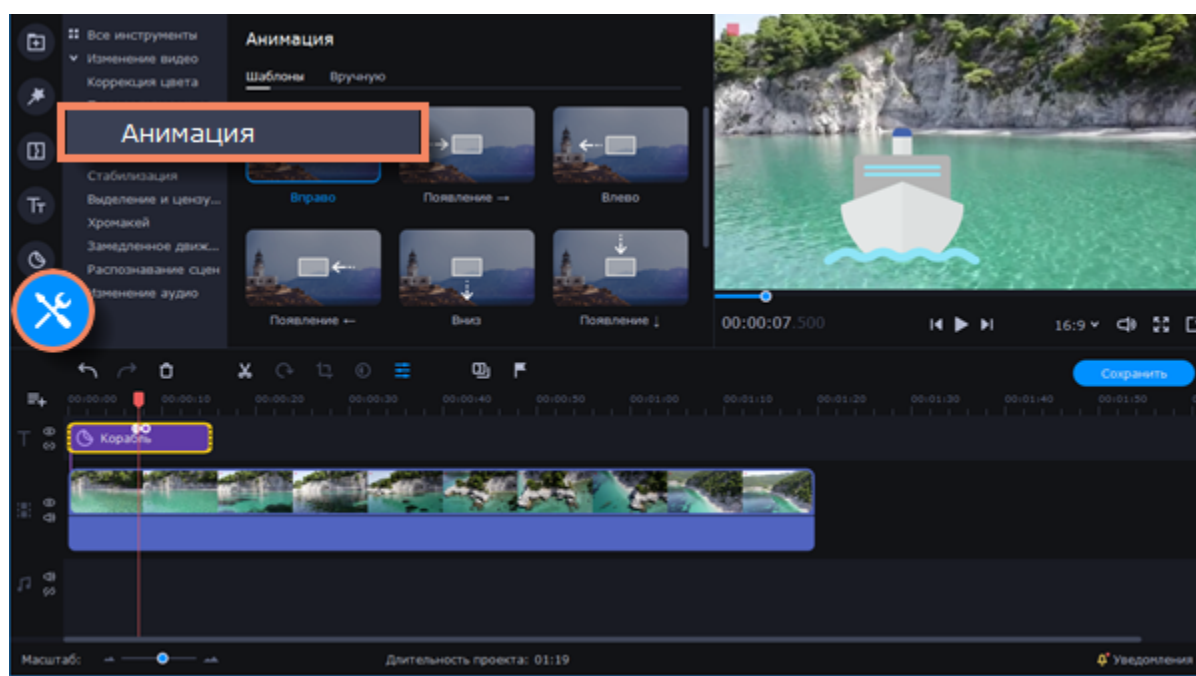 Все инструменты
Изменение видео
Коррекция цвета
Анимация
Стабилизация
Выделение и цензу...
Хромакей
Замедленное движ...
Распознавание сцен
Изменение аудио
Анимация
Шаблоны Вручную
Вправо Появление → Влево
Появление ← Вниз Появление ↓
00:00:07.500
16:9
Сохранить
00:00:00 00:00:10 00:00:20 00:00:30 00:00:40 00:00:50 00:01:00 00:01:10 00:01:20 00:01:30 00:01:40 00:01:50
T
Корабль
Масштаб:
Длительность проекта: 01:19
Уведомления